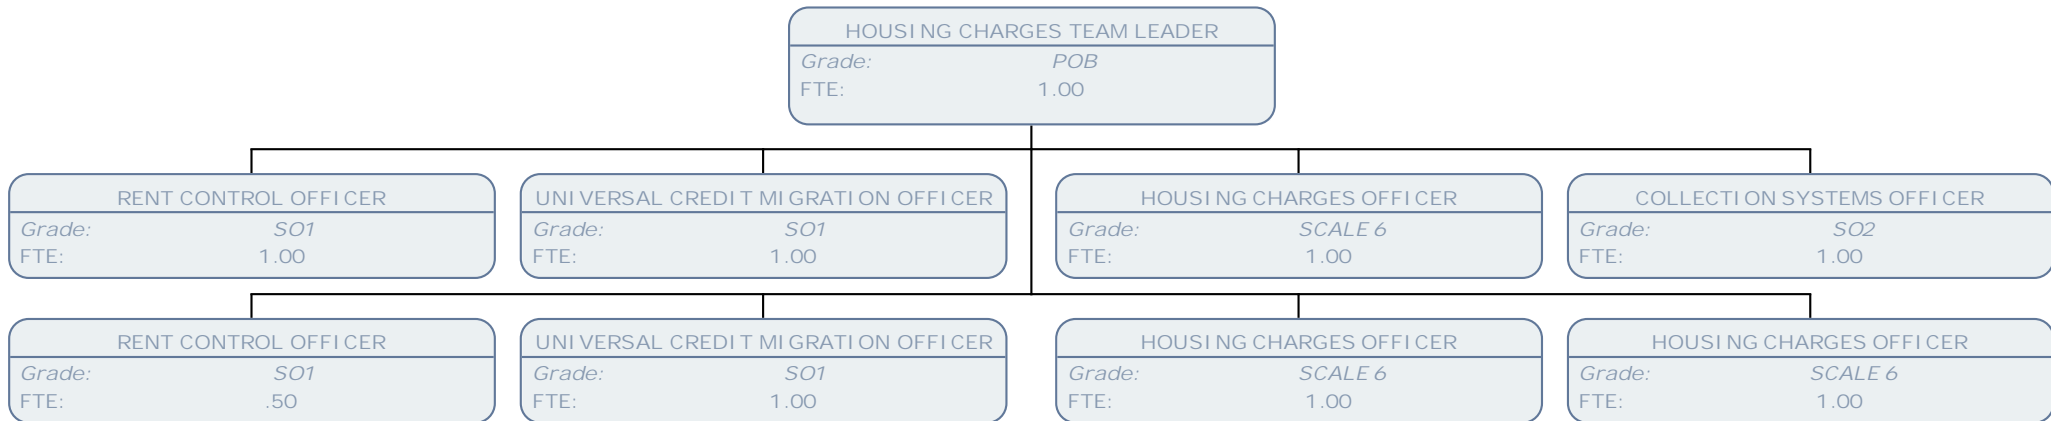 HOUSING CHARGES TEAM LEADER
Grade: POB
FTE: 1.00
RENT CONTROL OFFICER
Grade: SO1
FTE: 1.00
UNIVERSAL CREDIT MIGRATION OFFICER
Grade: SO1
FTE: 1.00
HOUSING CHARGES OFFICER
Grade: SCALE 6
FTE: 1.00
COLLECTION SYSTEMS OFFICER
Grade: SO2
FTE: 1.00
RENT CONTROL OFFICER
Grade: SO1
FTE: .50
UNIVERSAL CREDIT MIGRATION OFFICER
Grade: SO1
FTE: 1.00
HOUSING CHARGES OFFICER
Grade: SCALE 6
FTE: 1.00
HOUSING CHARGES OFFICER
Grade: SCALE 6
FTE: 1.00